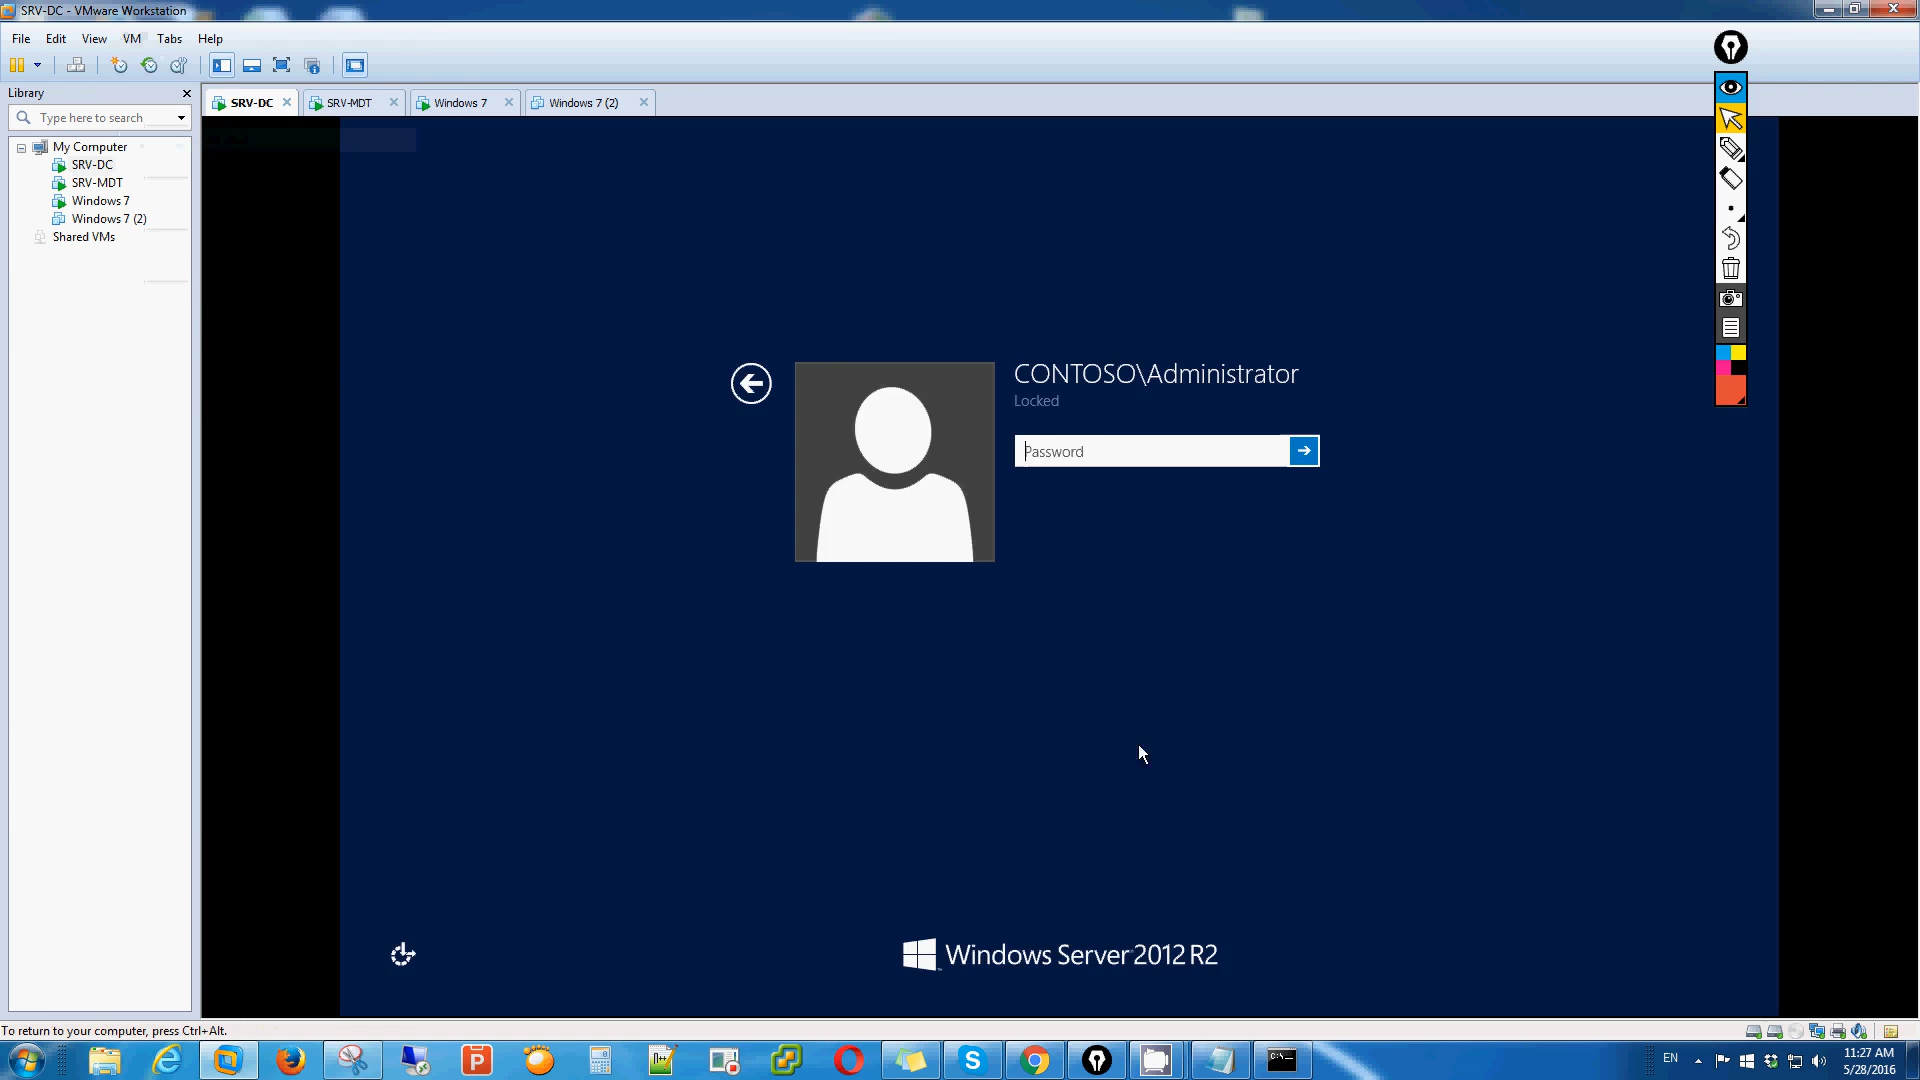 SRV-DC - VMware Workstation
File Edit View VM Tabs Help
Library
Type here to search
My Computer
SRV-DC
SRV-MDT
Windows 7
Windows 7 (2)
Shared VMs
SRV-DC SRV-MDT Windows 7 Windows 7 (2)
CONTOSO\Administrator
Locked
Password
Windows Server 2012 R2
To return to your computer, press Ctrl+Alt.
EN
11:27 AM
5/28/2016